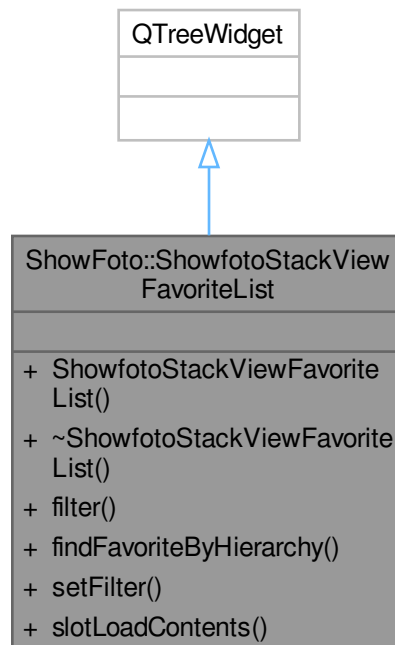 QTreeWidget
ShowFoto::ShowfotoStackView
FavoriteList
+ ShowfotoStackViewFavorite
List()
+ ~ShowfotoStackViewFavorite
List()
+ filter()
+ findFavoriteByHierarchy()
+ setFilter()
+ slotLoadContents()